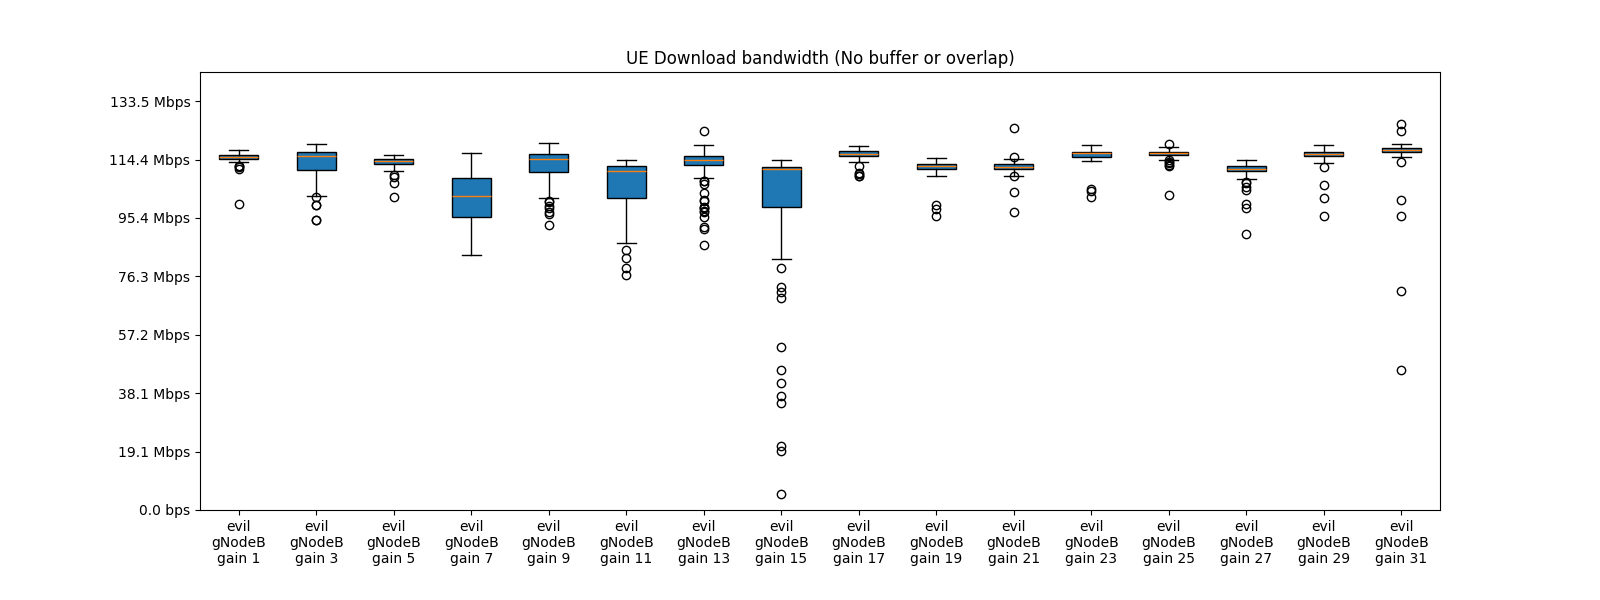 UE Download bandwidth (No buffer or overlap)
133.5 Mbps
114.4 Mbps
95.4 Mbps
76.3 Mbps
57.2 Mbps
38.1 Mbps
19.1 Mbps
0.0 bps
evil
gNodeB
gain 1
evil
gNodeB
gain 3
evil
gNodeB
gain 5
evil
gNodeB
gain 7
evil
gNodeB
gain 9
evil
gNodeB
gain 11
evil
gNodeB
gain 13
evil
gNodeB
gain 15
evil
gNodeB
gain 17
evil
gNodeB
gain 19
evil
gNodeB
gain 21
evil
gNodeB
gain 23
evil
gNodeB
gain 25
evil
gNodeB
gain 27
evil
gNodeB
gain 29
evil
gNodeB
gain 31